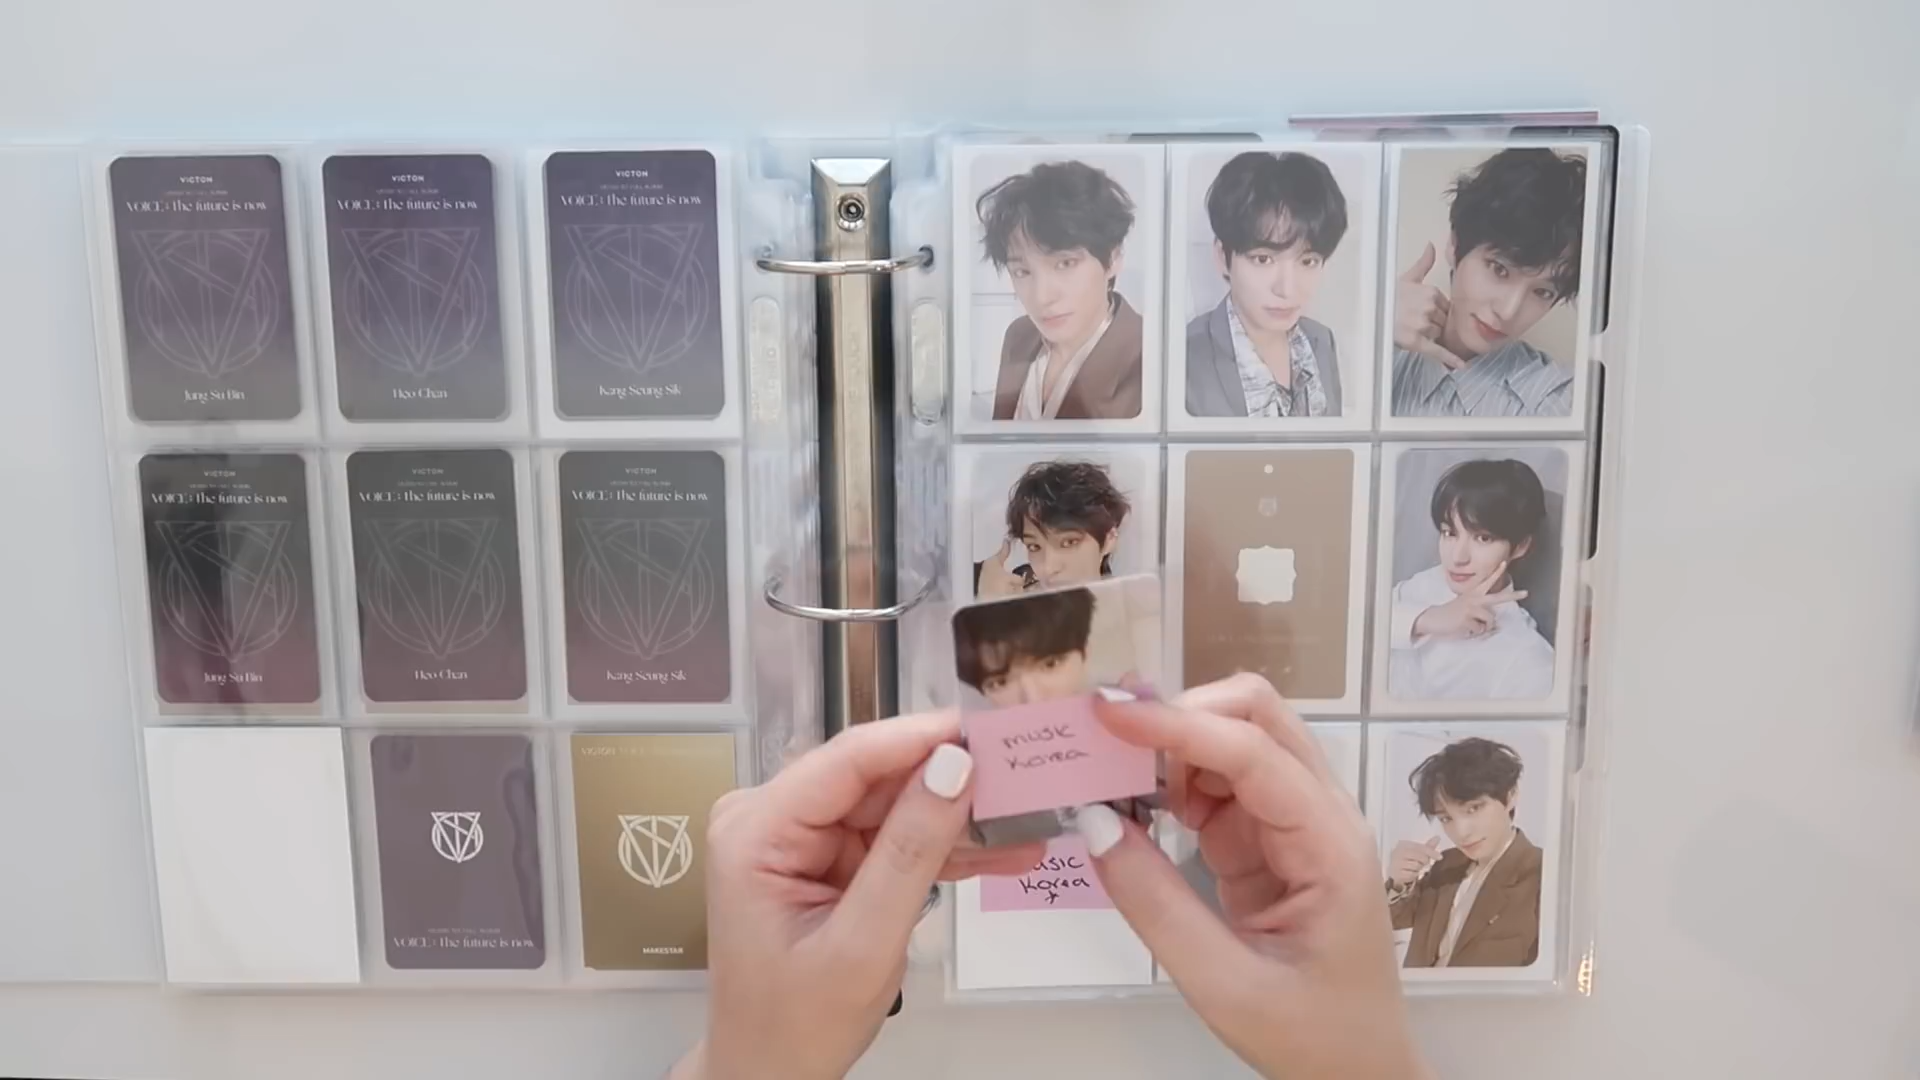 VICTON
VOICE : The future is now
Jung Su Bin
VICTON
VOICE : The future is now
Heo Chan
VICTON
VOICE : The future is now
Kang Seung Sik
VICTON
VOICE : The future is now
Jung Su Bin
VICTON
VOICE : The future is now
Heo Chan
VICTON
VOICE : The future is now
Kang Seung Sik
VOICE : The future is now
VICTON
MAKESTAR
music
Korea
Korea